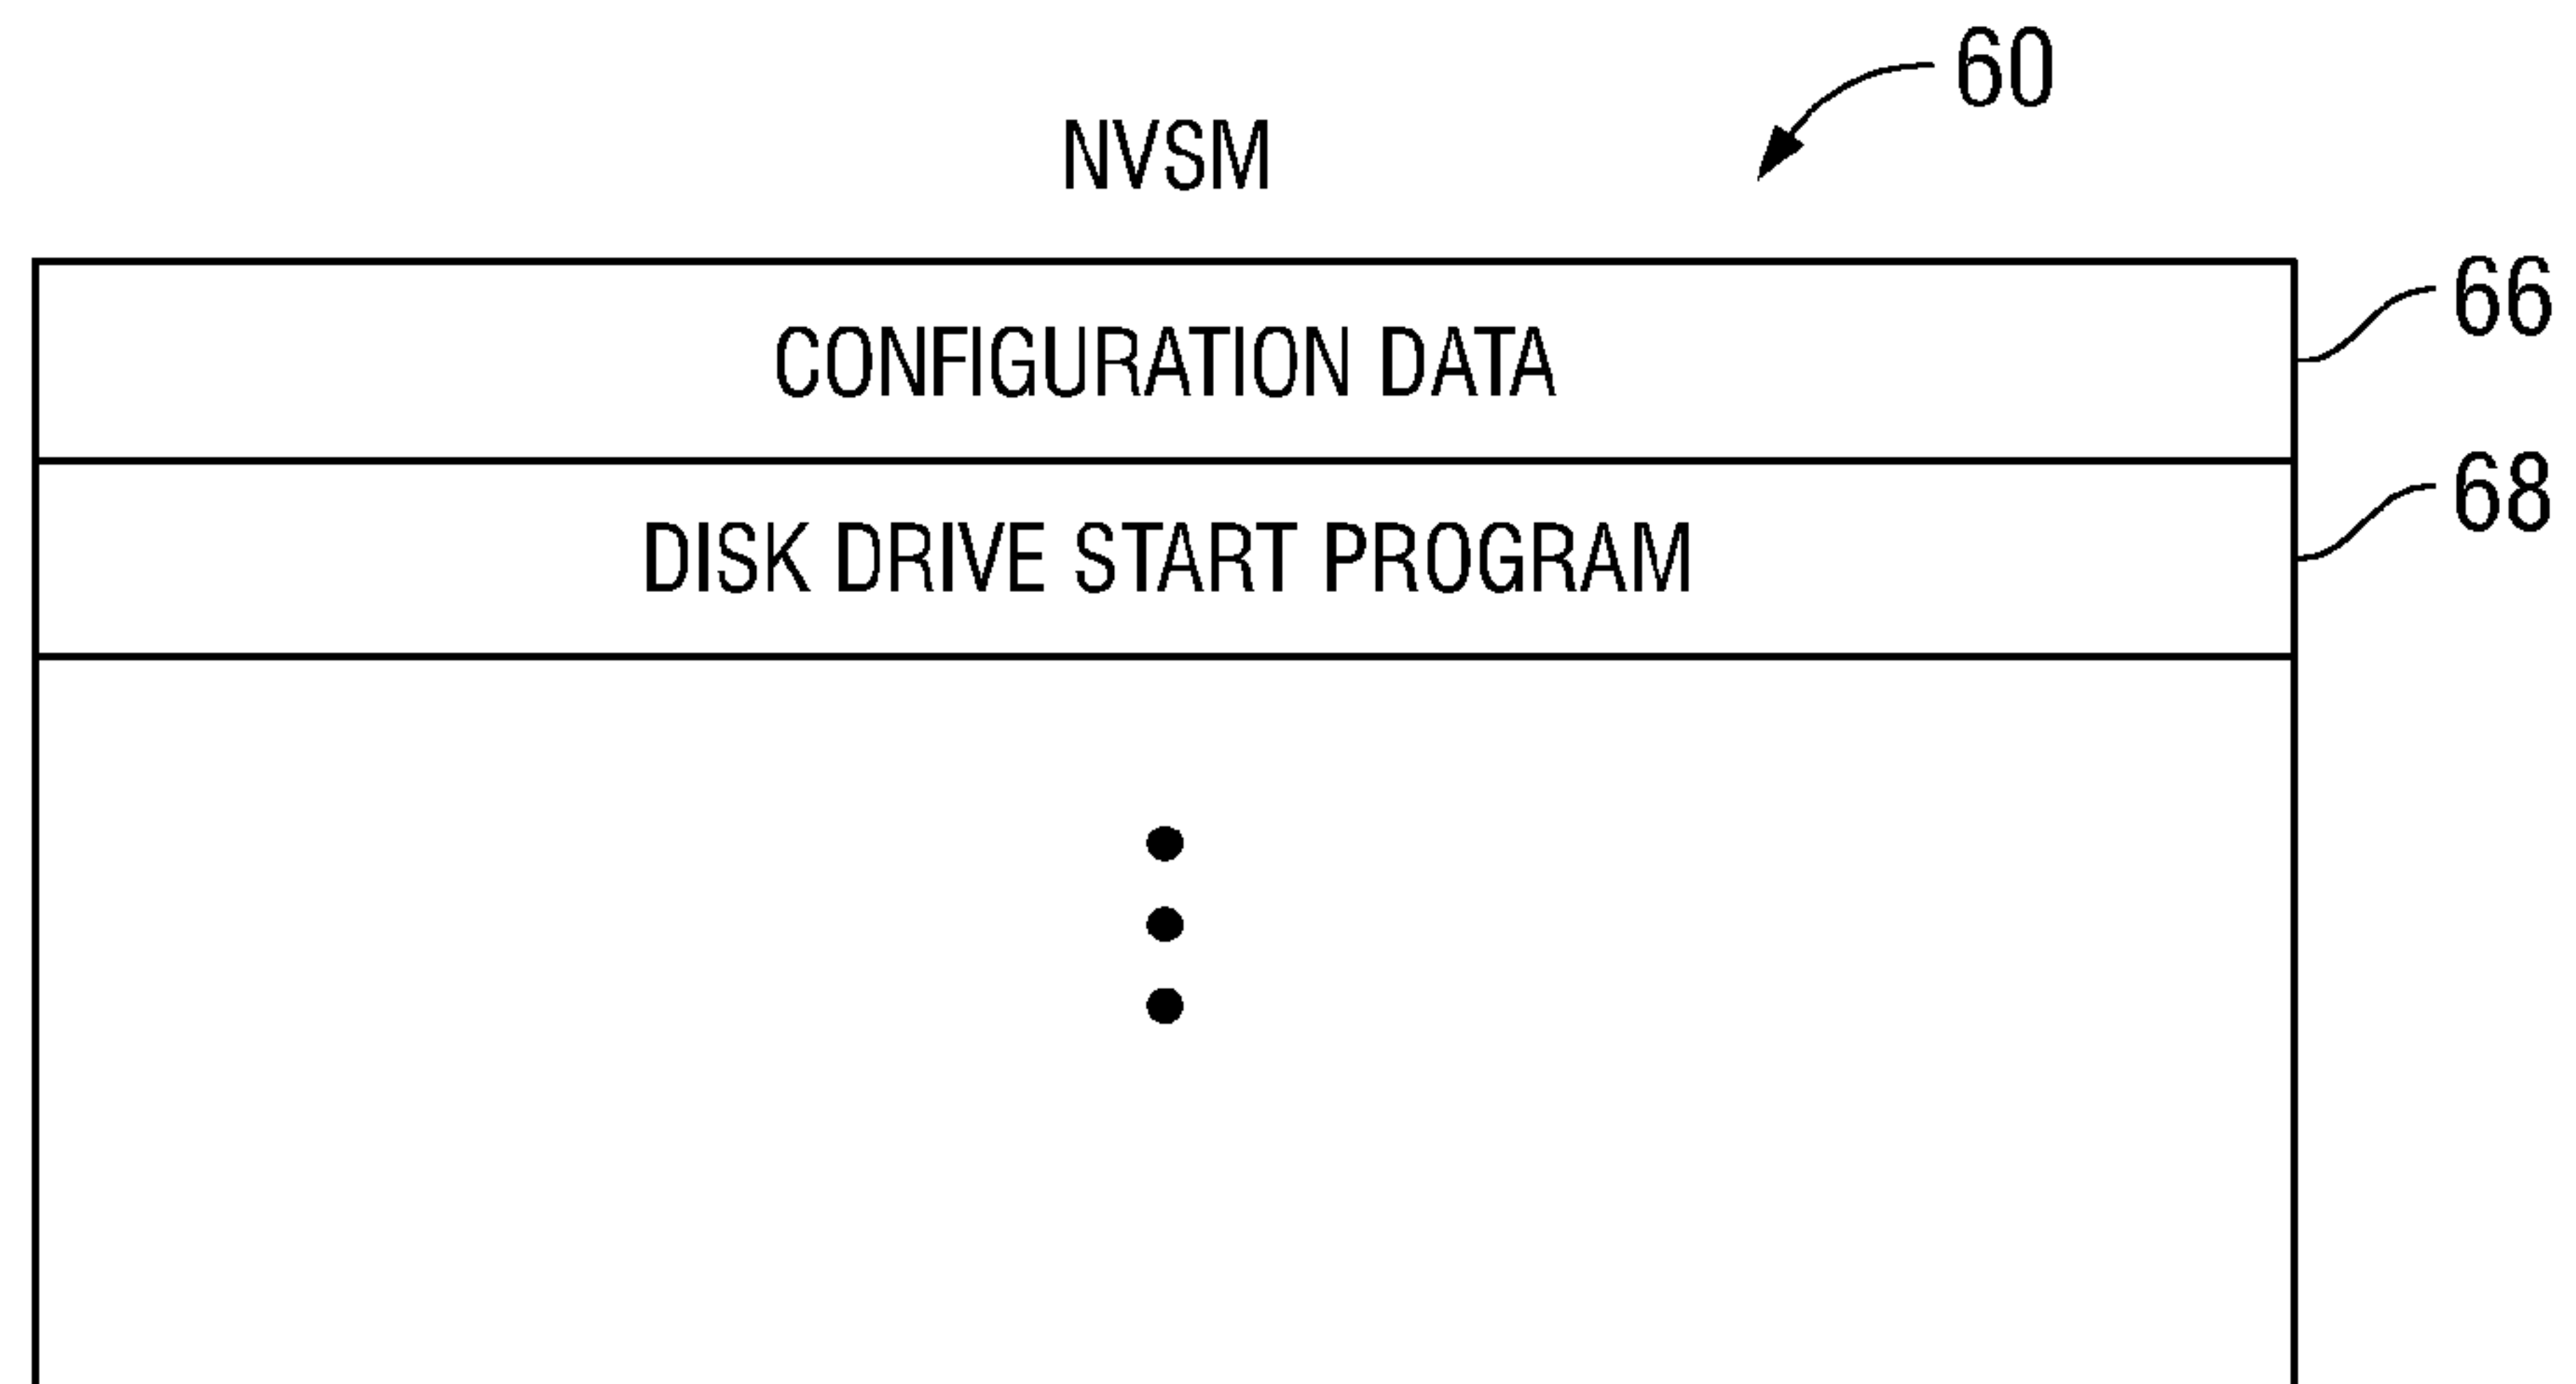 60
NVSM
66
CONFIGURATION DATA
68
DISK DRIVE START PROGRAM